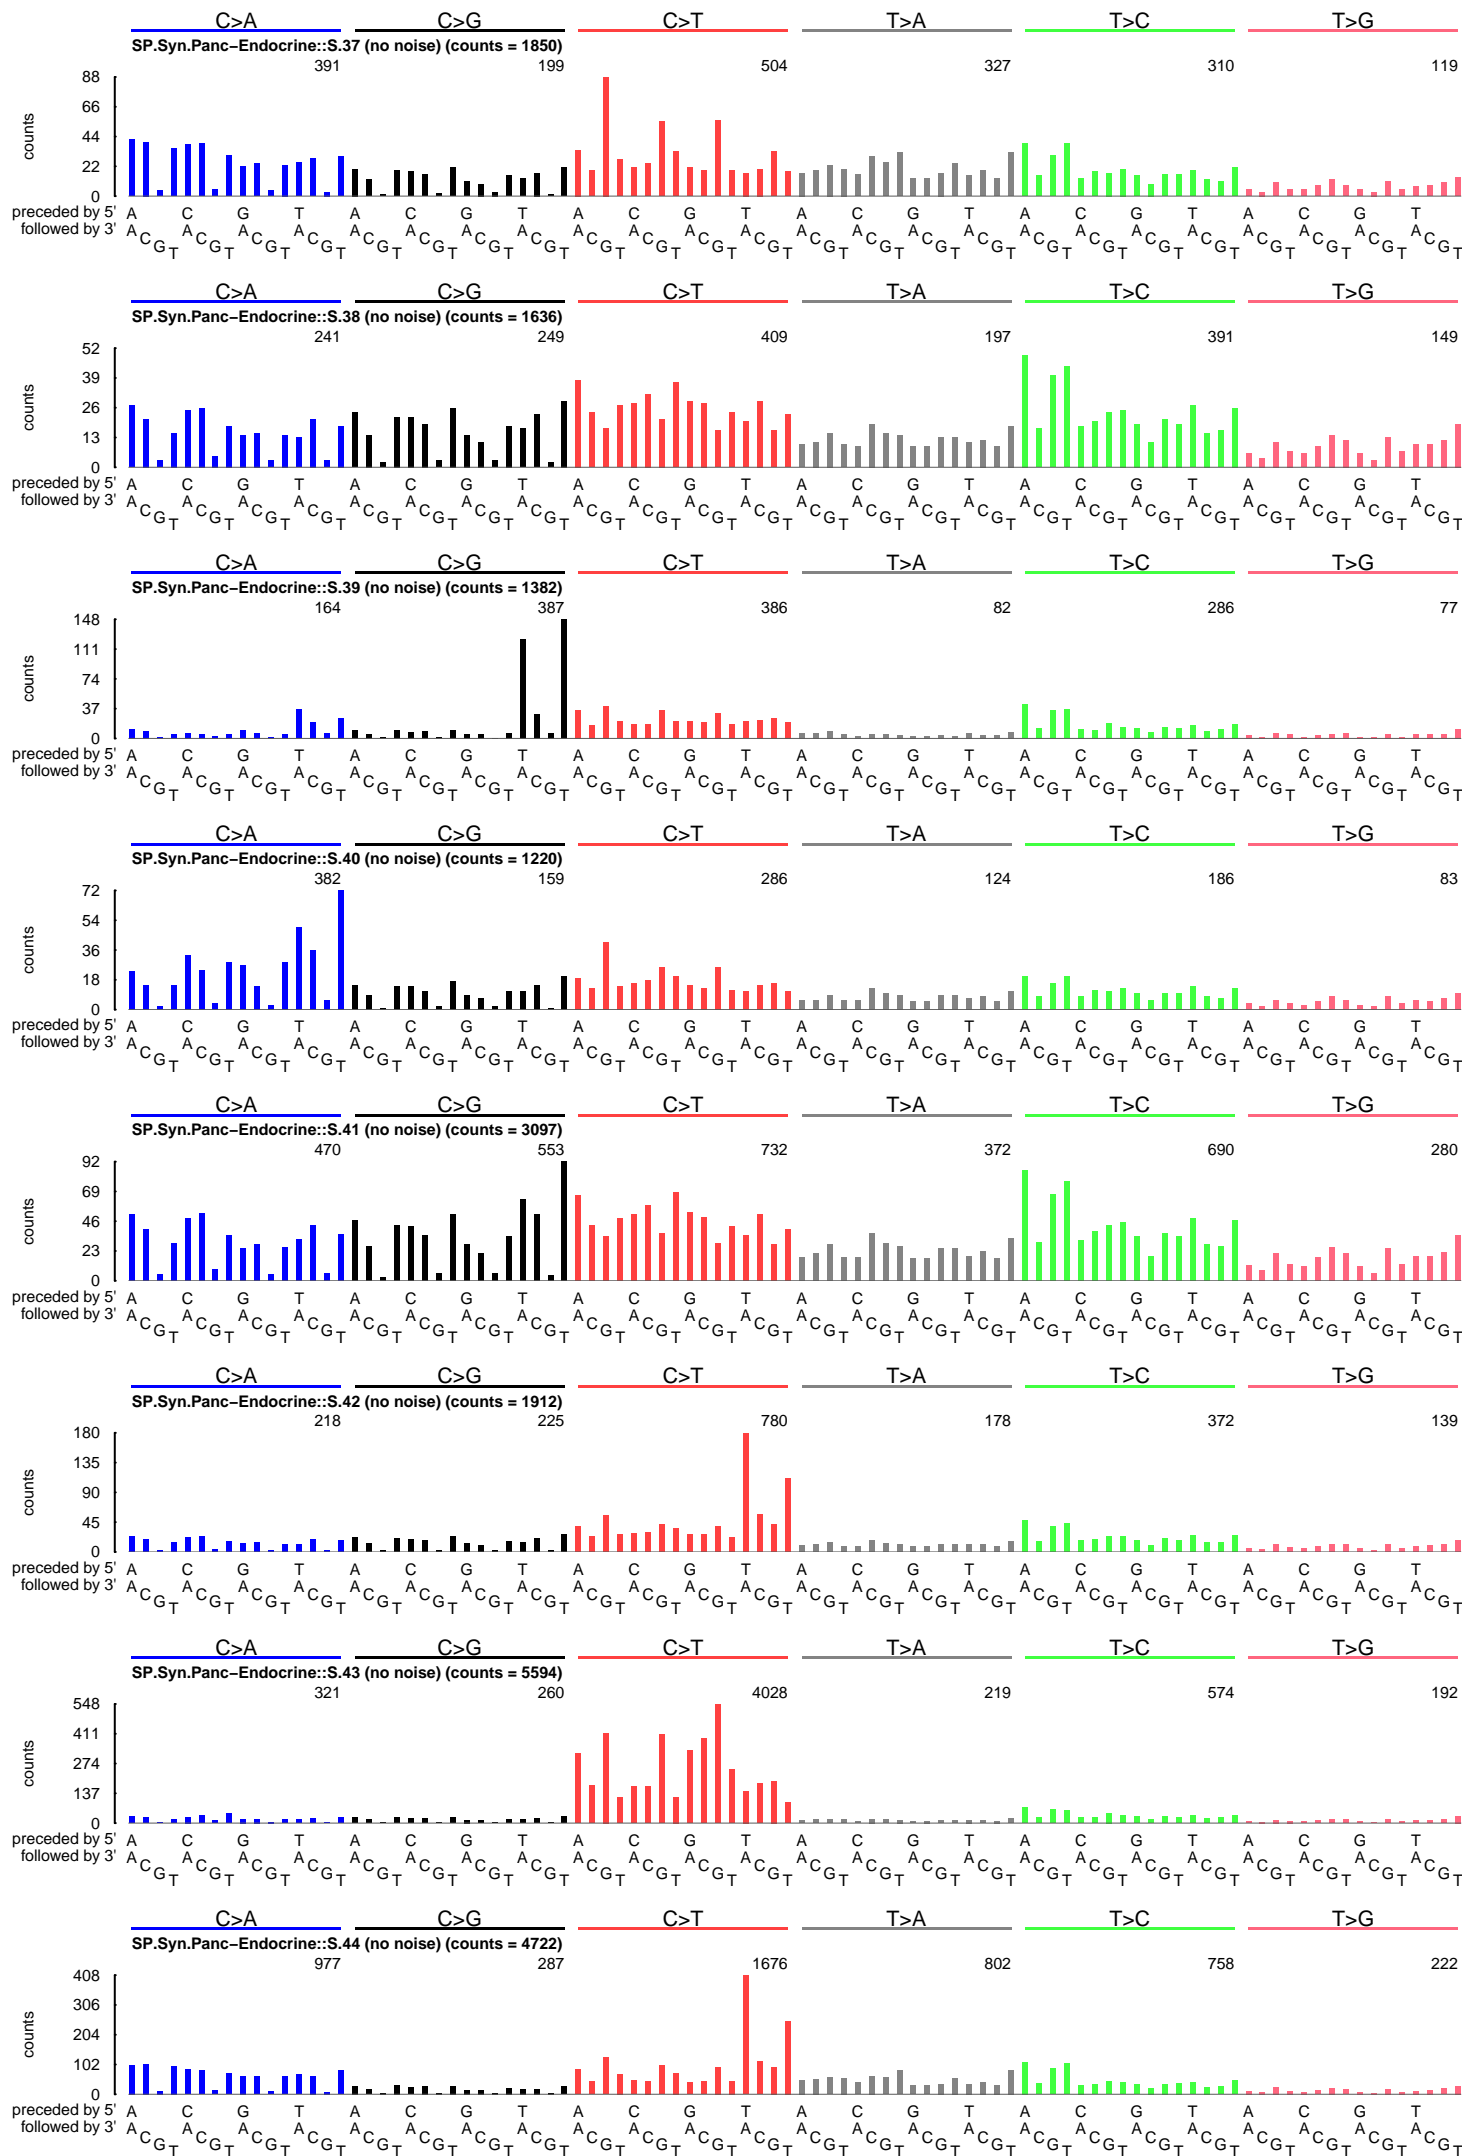 C>A C>G C>T T>A T>C T>G
SP.Syn.Panc−Endocrine::S.37 (no noise) (counts = 1850)
391 199 504 327 310 119
88
66
44
22
0
counts
preceded by 5' A C G T A C G T A C G T A C G T A C G T A C G T
followed by 3' A C G T A C G T A C G T A C G T A C G T A C G T A C G T A C G T A C G T A C G T A C G T A C G T A C G T A C G T A C G T A C G T A C G T A C G T A C G T A C G T A C G T A C G T A C G T A C G T
C>A C>G C>T T>A T>C T>G
SP.Syn.Panc−Endocrine::S.38 (no noise) (counts = 1636)
241 249 409 197 391 149
52
39
26
13
0
counts
preceded by 5' A C G T A C G T A C G T A C G T A C G T A C G T
followed by 3' A C G T A C G T A C G T A C G T A C G T A C G T A C G T A C G T A C G T A C G T A C G T A C G T A C G T A C G T A C G T A C G T A C G T A C G T A C G T A C G T A C G T A C G T A C G T A C G T
C>A C>G C>T T>A T>C T>G
SP.Syn.Panc−Endocrine::S.39 (no noise) (counts = 1382)
164 387 386 82 286 77
148
111
74
37
0
counts
preceded by 5' A C G T A C G T A C G T A C G T A C G T A C G T
followed by 3' A C G T A C G T A C G T A C G T A C G T A C G T A C G T A C G T A C G T A C G T A C G T A C G T A C G T A C G T A C G T A C G T A C G T A C G T A C G T A C G T A C G T A C G T A C G T A C G T
C>A C>G C>T T>A T>C T>G
SP.Syn.Panc−Endocrine::S.40 (no noise) (counts = 1220)
382 159 286 124 186 83
72
54
36
18
0
counts
preceded by 5' A C G T A C G T A C G T A C G T A C G T A C G T
followed by 3' A C G T A C G T A C G T A C G T A C G T A C G T A C G T A C G T A C G T A C G T A C G T A C G T A C G T A C G T A C G T A C G T A C G T A C G T A C G T A C G T A C G T A C G T A C G T A C G T
C>A C>G C>T T>A T>C T>G
SP.Syn.Panc−Endocrine::S.41 (no noise) (counts = 3097)
470 553 732 372 690 280
92
69
46
23
0
counts
preceded by 5' A C G T A C G T A C G T A C G T A C G T A C G T
followed by 3' A C G T A C G T A C G T A C G T A C G T A C G T A C G T A C G T A C G T A C G T A C G T A C G T A C G T A C G T A C G T A C G T A C G T A C G T A C G T A C G T A C G T A C G T A C G T A C G T
C>A C>G C>T T>A T>C T>G
SP.Syn.Panc−Endocrine::S.42 (no noise) (counts = 1912)
218 225 780 178 372 139
180
135
90
45
0
counts
preceded by 5' A C G T A C G T A C G T A C G T A C G T A C G T
followed by 3' A C G T A C G T A C G T A C G T A C G T A C G T A C G T A C G T A C G T A C G T A C G T A C G T A C G T A C G T A C G T A C G T A C G T A C G T A C G T A C G T A C G T A C G T A C G T A C G T
C>A C>G C>T T>A T>C T>G
SP.Syn.Panc−Endocrine::S.43 (no noise) (counts = 5594)
321 260 4028 219 574 192
548
411
274
137
0
counts
preceded by 5' A C G T A C G T A C G T A C G T A C G T A C G T
followed by 3' A C G T A C G T A C G T A C G T A C G T A C G T A C G T A C G T A C G T A C G T A C G T A C G T A C G T A C G T A C G T A C G T A C G T A C G T A C G T A C G T A C G T A C G T A C G T A C G T
C>A C>G C>T T>A T>C T>G
SP.Syn.Panc−Endocrine::S.44 (no noise) (counts = 4722)
977 287 1676 802 758 222
408
306
204
102
0
counts
preceded by 5' A C G T A C G T A C G T A C G T A C G T A C G T
followed by 3' A C G T A C G T A C G T A C G T A C G T A C G T A C G T A C G T A C G T A C G T A C G T A C G T A C G T A C G T A C G T A C G T A C G T A C G T A C G T A C G T A C G T A C G T A C G T A C G T